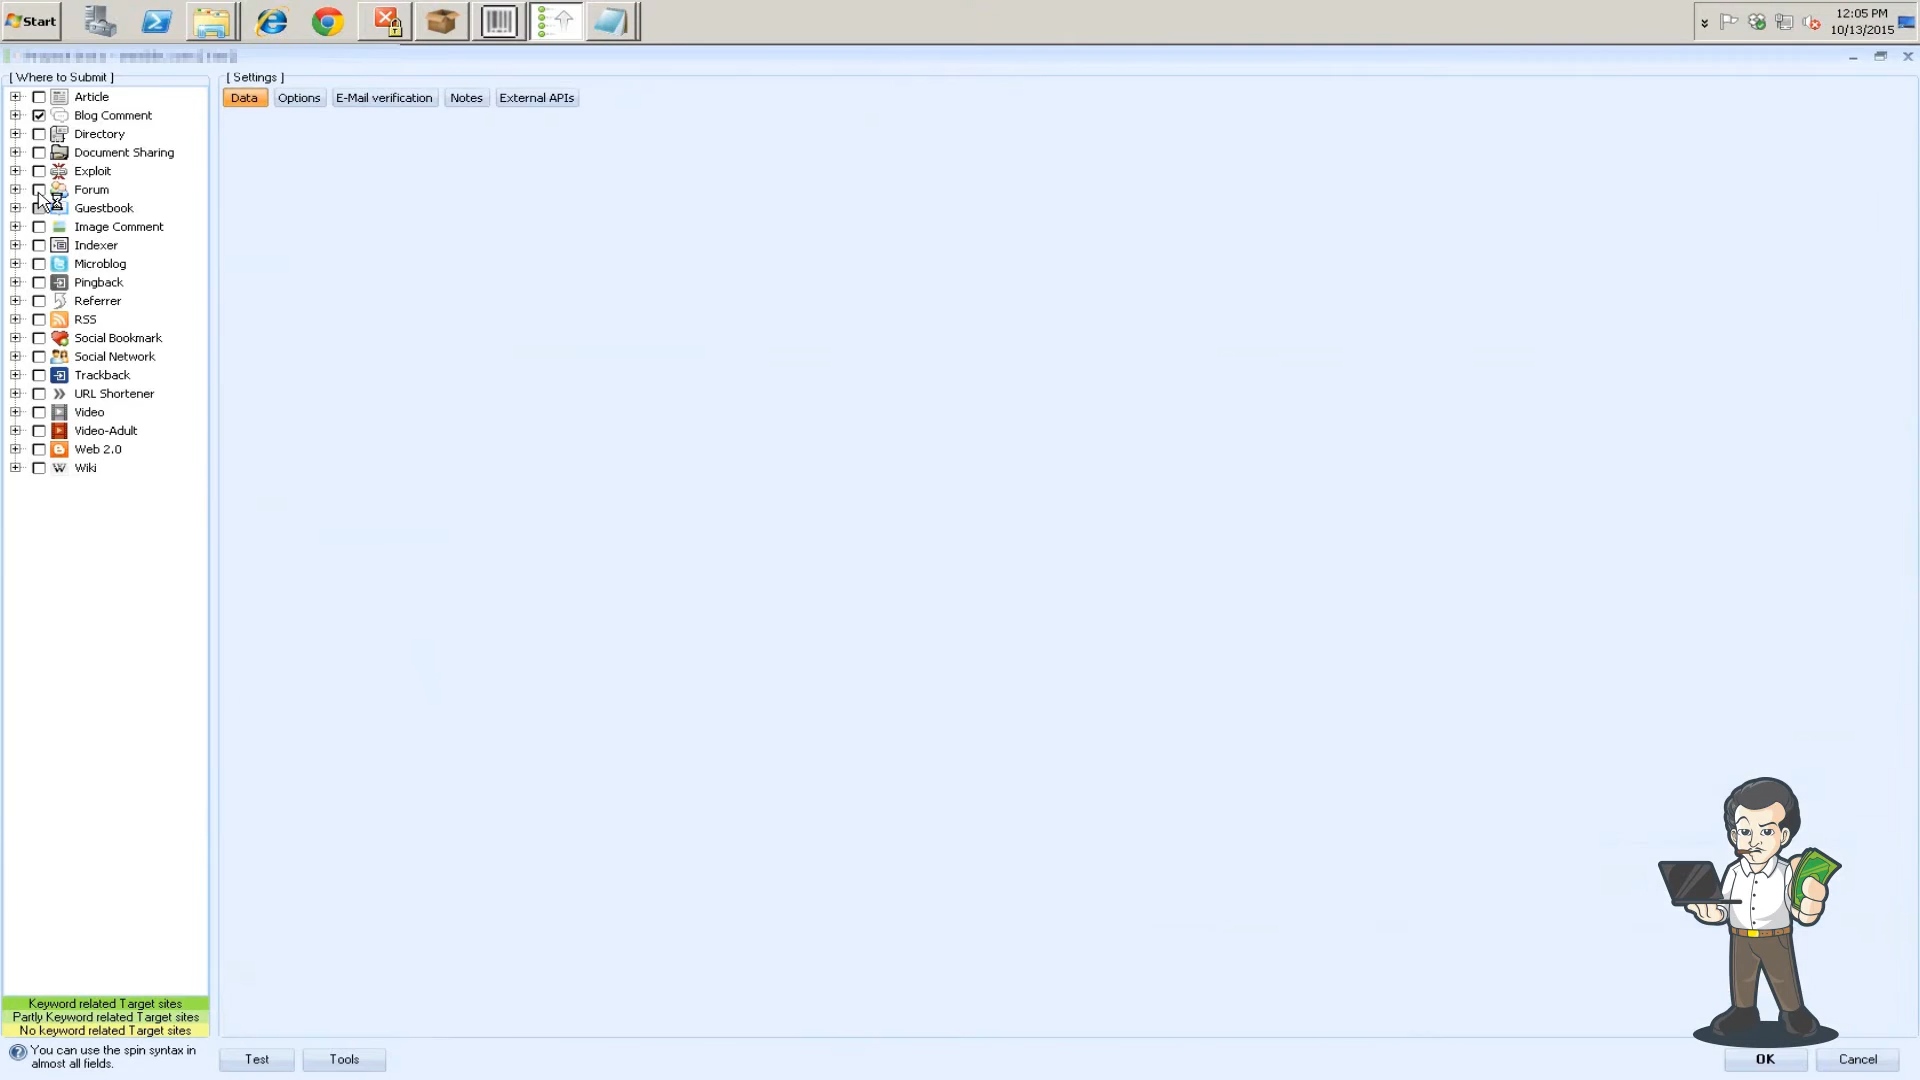 Start
12:05 PM
10/13/2015
[ Where to Submit ]
Article
Blog Comment
Directory
Document Sharing
Exploit
Forum
Guestbook
Image Comment
Indexer
Microblog
Pingback
Referrer
RSS
Social Bookmark
Social Network
Trackback
URL Shortener
Video
Video-Adult
Web 2.0
Wiki
Keyword related Target sites
Partly Keyword related Target sites
No keyword related Target sites
You can use the spin syntax in
almost all fields.
[ Settings ]
Data Options E-Mail verification Notes External APIs
Test Tools
OK Cancel